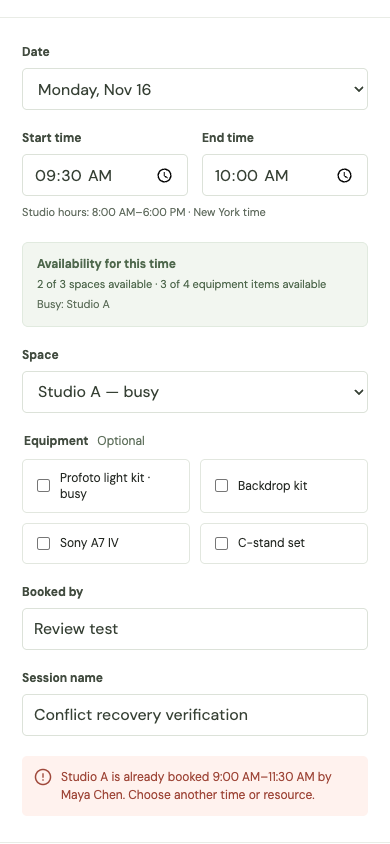 Date
Monday, Nov 16
Start time
End time
09:30 AM
10:00 AM
Studio hours: 8:00 AM–6:00 PM · New York time
Availability for this time
2 of 3 spaces available · 3 of 4 equipment items available
Busy: Studio A
Space
Studio A — busy
Equipment Optional
Profoto light kit ·
busy
Backdrop kit
Sony A7 IV
C-stand set
Booked by
Review test
Session name
Conflict recovery verification
Studio A is already booked 9:00 AM–11:30 AM by
Maya Chen. Choose another time or resource.